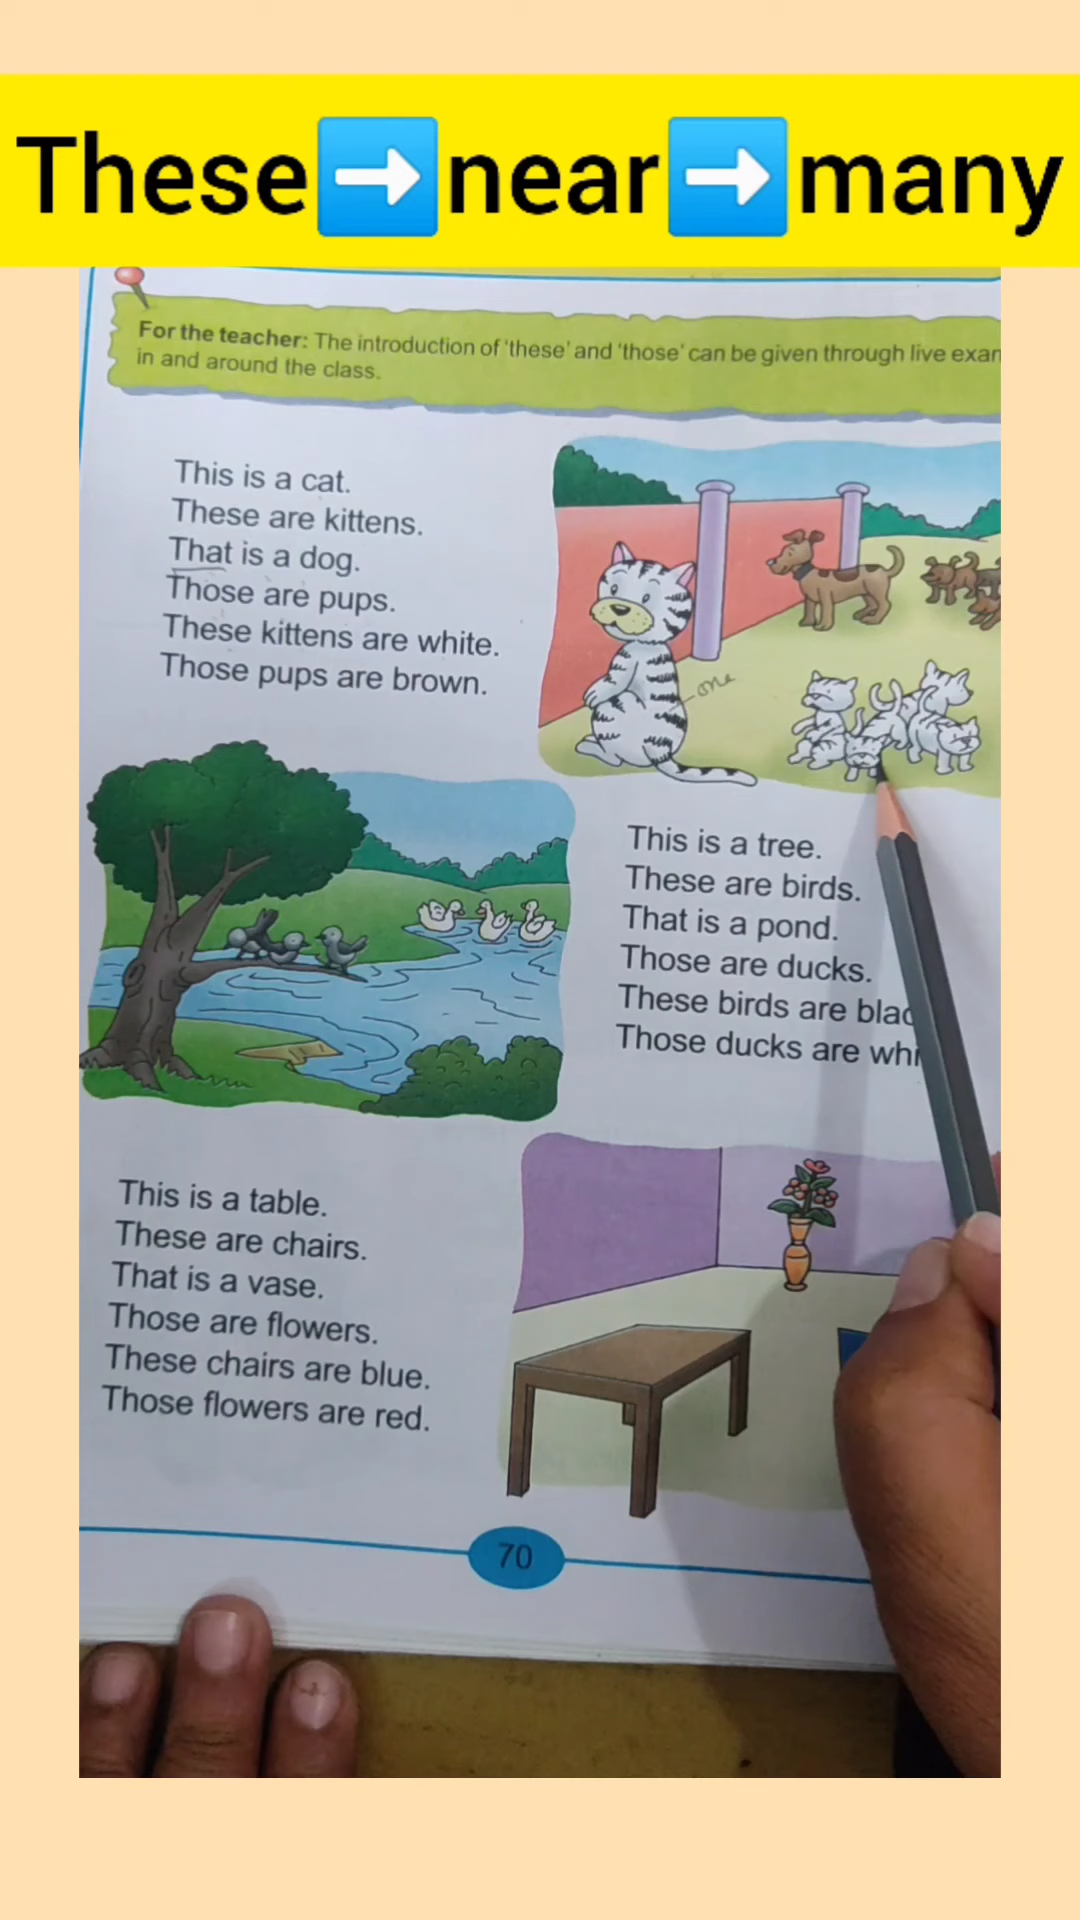 These➡️near➡️many
For the teacher: The introduction of 'these' and 'those' can be given through live
in and around the class.
This is a cat.
These are kittens.
That is a dog.
Those are pups.
These kittens are white.
Those pups are brown.
one
This is a tree.
These are birds.
That is a pond.
Those are ducks.
These birds are
Those ducks are
This is a table.
These are chairs.
That is a vase.
Those are flowers.
These chairs are blue.
Those flowers are red.
70